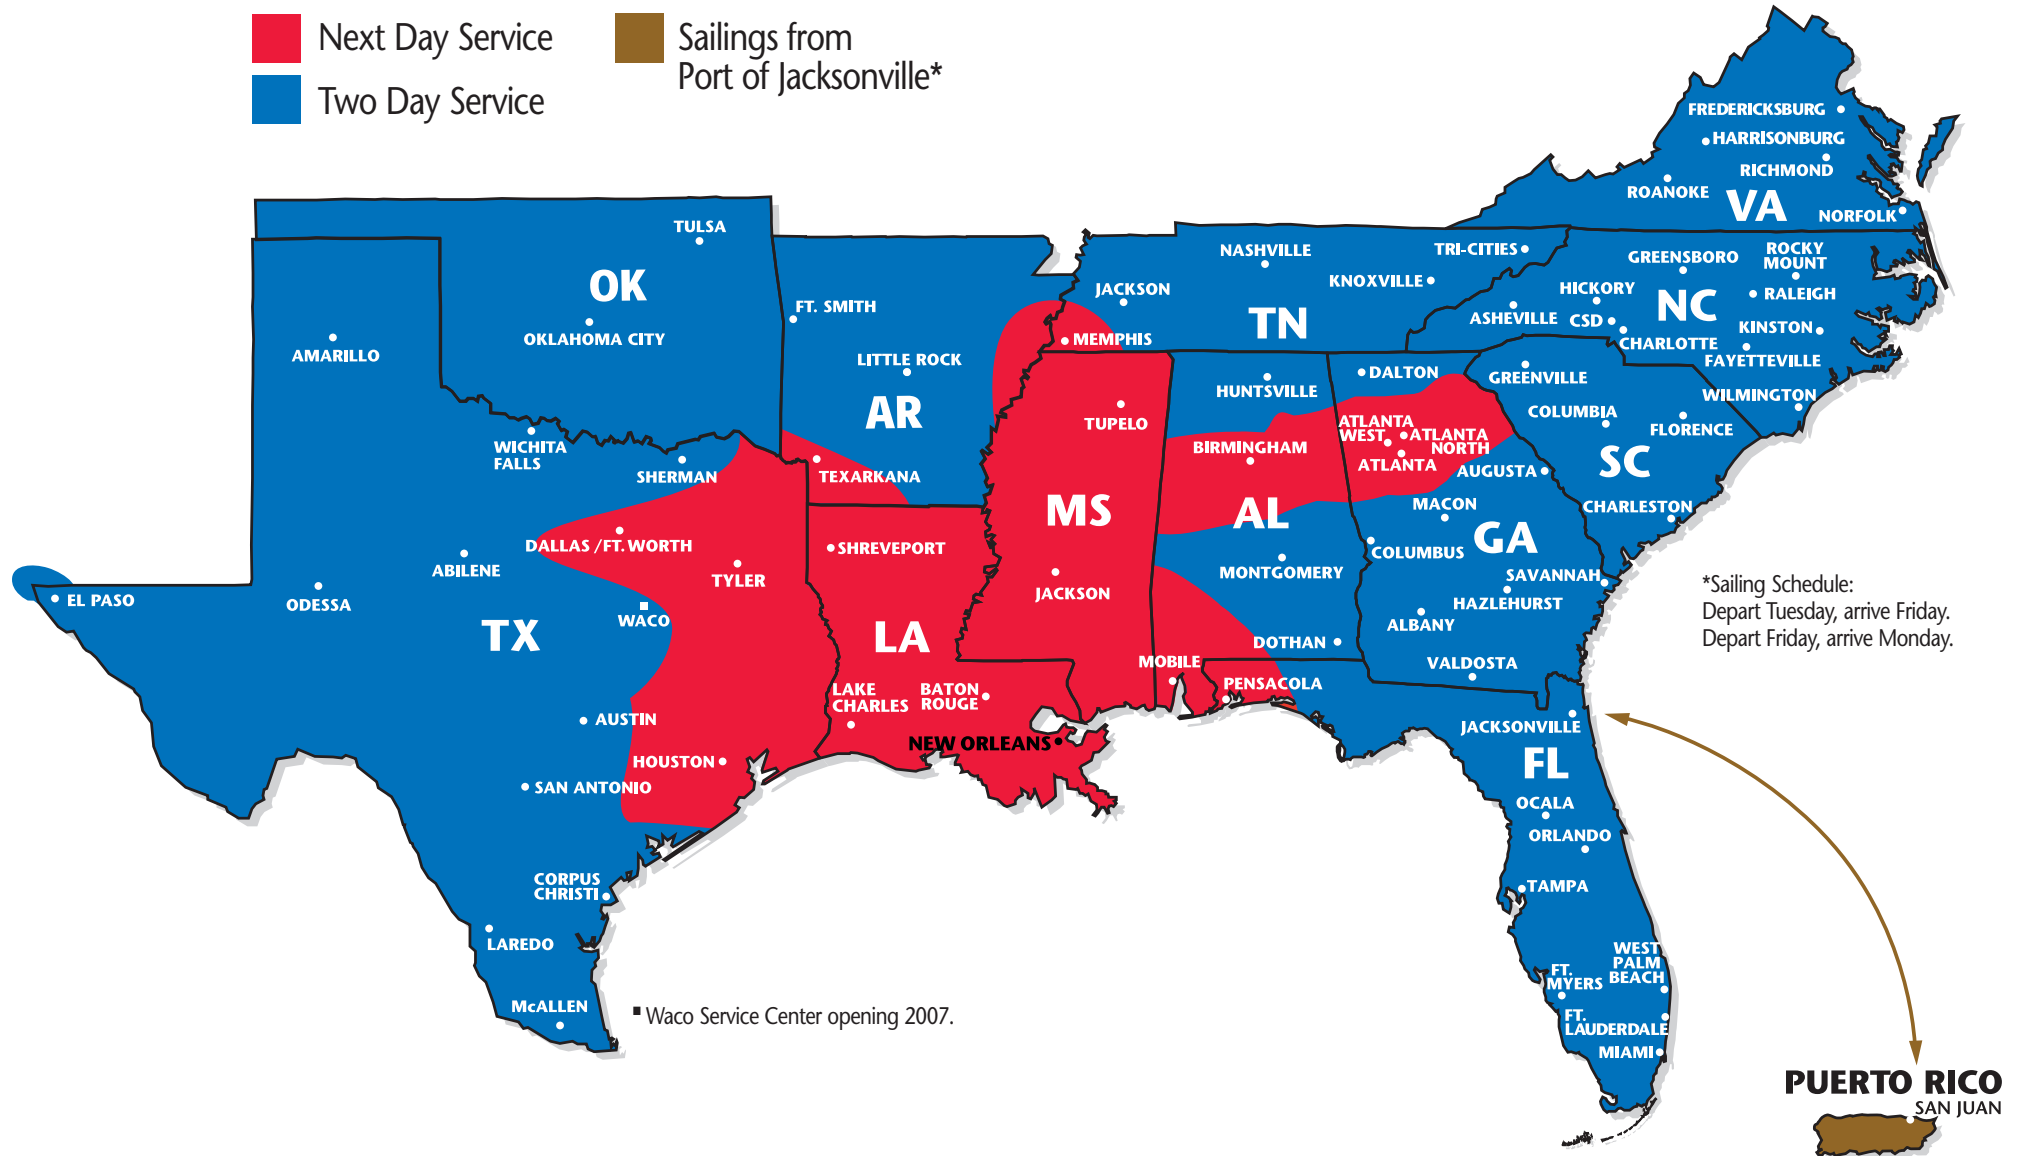 Next Day Service
Two Day Service
Sailings from
Port of Jacksonville*
FREDERICKSBURG
HARRISONBURG
RICHMOND
ROANOKE
VA
NORFOLK
TULSA
OK
OKLAHOMA CITY
AMARILLO
FT. SMITH
LITTLE ROCK
AR
TEXARKANA
NASHVILLE
TRI-CITIES
KNOXVILLE
JACKSON
TN
MEMPHIS
GREENSBORO
ROCKY
MOUNT
HICKORY
NC
RALEIGH
ASHEVILLE
CSD
KINSTON
CHARLOTTE
FAYETTEVILLE
WILMINGTON
GREENVILLE
COLUMBIA
FLORENCE
SC
CHARLESTON
DALTON
ATLANTA
WEST
ATLANTA
NORTH
ATLANTA
AUGUSTA
MACON
GA
COLUMBUS
SAVANNAH
HAZLEHURST
ALBANY
VALDOSTA
HUNTSVILLE
BIRMINGHAM
AL
MONTGOMERY
DOTHAN
MOBILE
PENSACOLA
TUPELO
MS
JACKSON
WICHITA
FALLS
SHERMAN
DALLAS / FT. WORTH
TYLER
ABILENE
EL PASO
ODESSA
WACO
TX
AUSTIN
HOUSTON
SAN ANTONIO
CORPUS
CHRISTI
LAREDO
McALLEN
SHREVEPORT
LA
LAKE
CHARLES
BATON
ROUGE
NEW ORLEANS
JACKSONVILLE
FL
OCALA
ORLANDO
TAMPA
WEST
PALM
BEACH
FT.
MYERS
FT.
LAUDERDALE
MIAMI
*Sailing Schedule:
Depart Tuesday, arrive Friday.
Depart Friday, arrive Monday.
Waco Service Center opening 2007.
PUERTO RICO
SAN JUAN